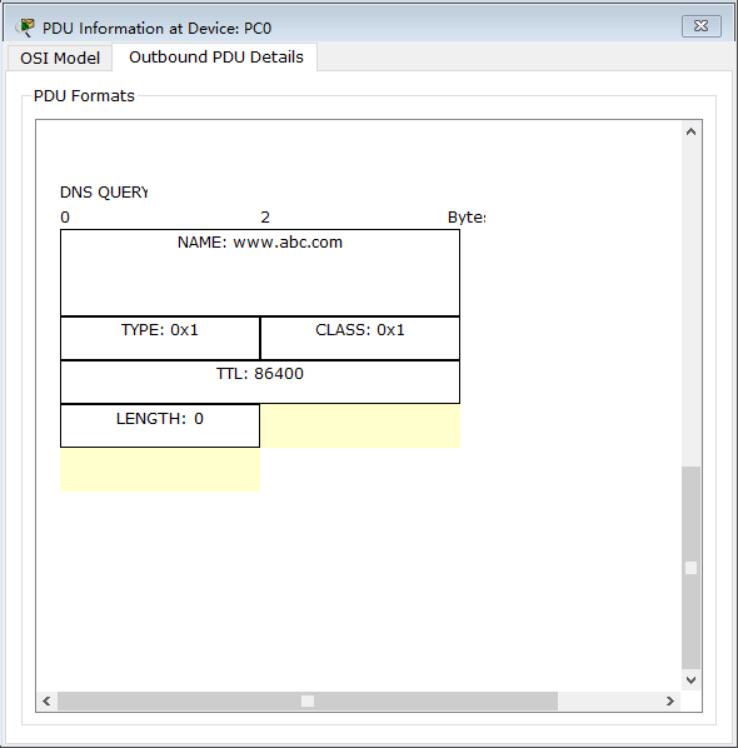 PDU Information at Device: PC0
OSI Model Outbound PDU Details
PDU Formats
DNS QUERY
0 2 Bytes
NAME: www.abc.com
TYPE: 0x1 CLASS: 0x1
TTL: 86400
LENGTH: 0